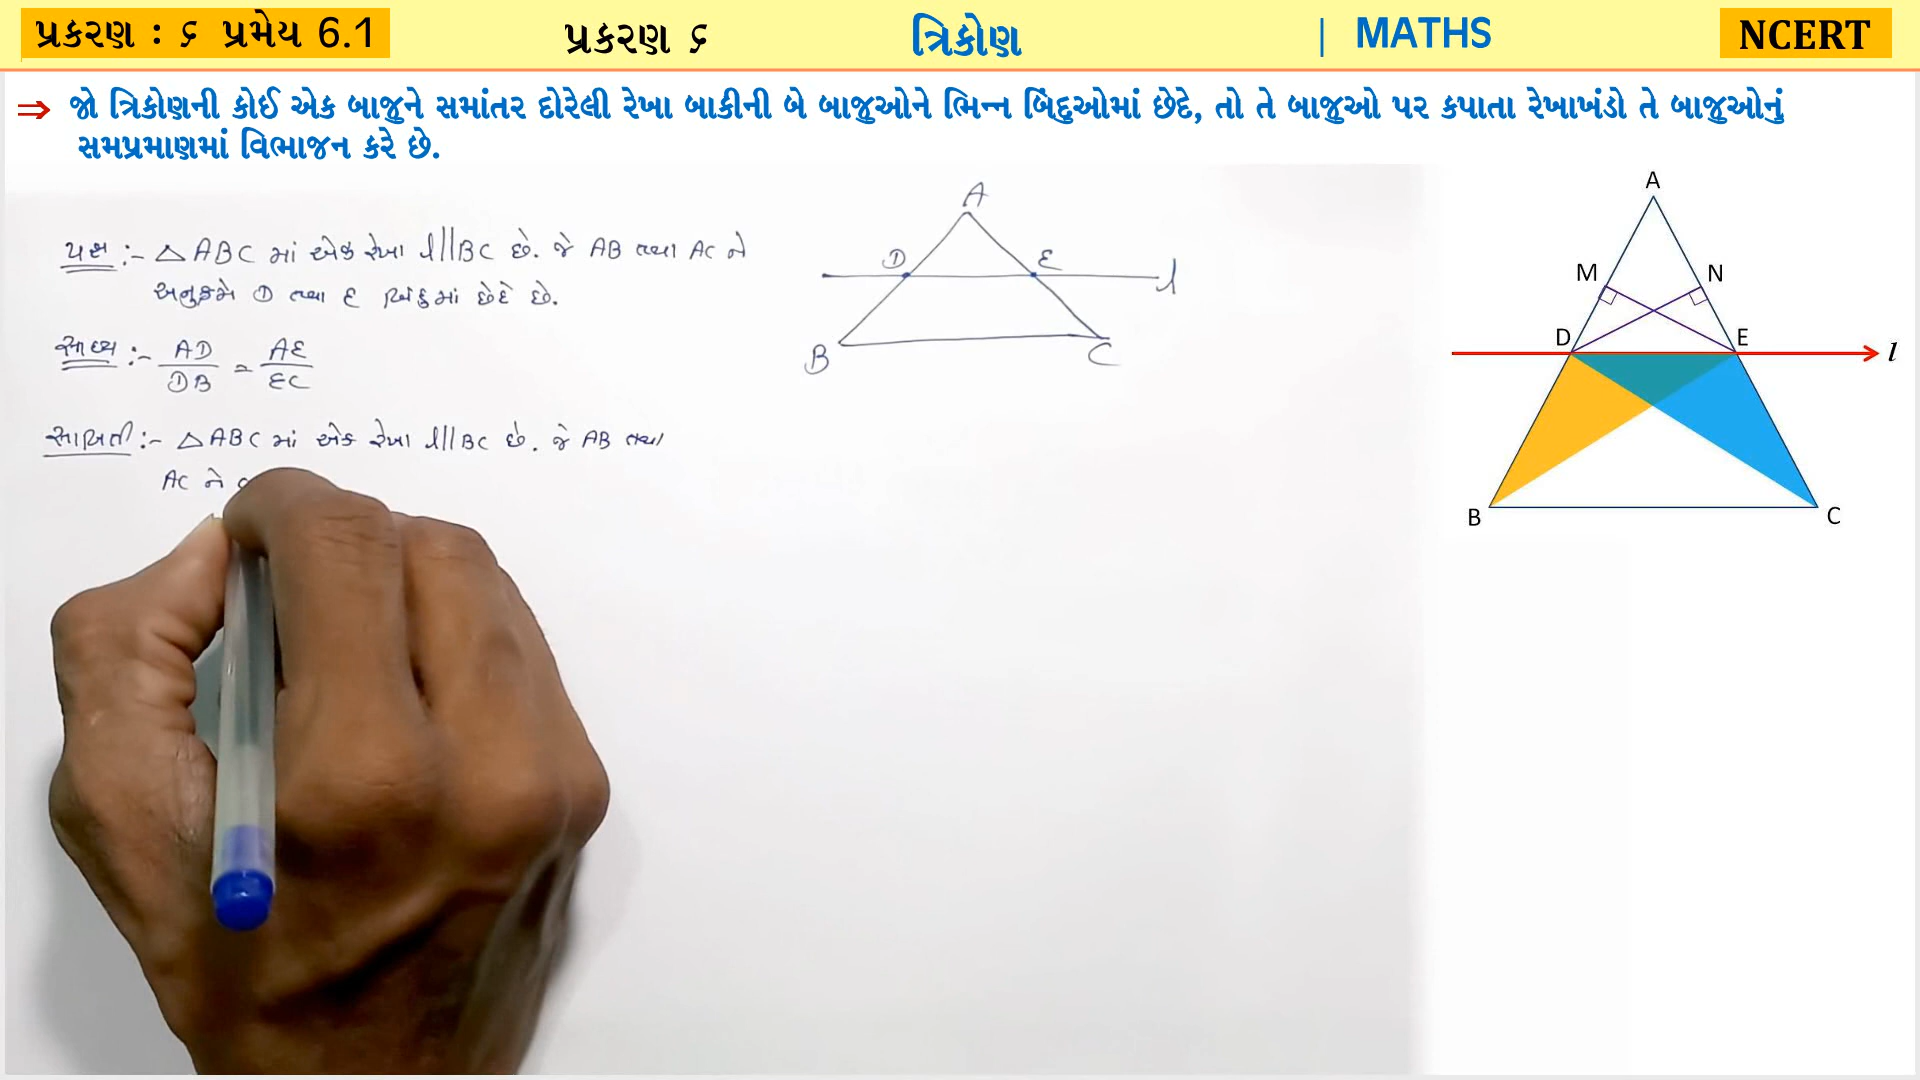 પ્રકરણ : ૬ પ્રમેય 6.1
પ્રકરણ ૬
ત્રિકોણ
| MATHS
NCERT
⇒ જો ત્રિકોણની કોઈ એક બાજુને સમાંતર દોરેલી રેખા બાકીની બે બાજુઓને ભિન્ન બિંદુઓમાં છેદે, તો તે બાજુઓ પર કપાતા રેખાખંડો તે બાજુઓનું
સમપ્રમાણમાં વિભાજન કરે છે.
પક્ષ :- △ABC માં એક રેખા l||BC છે. જે AB તથા AC ને
અનુક્રમે D તથા E બિંદુમાં છેદે છે.
સાધ્ય :- AD/DB = AE/EC
સાબિતી :- △ABC માં એક રેખા l||BC છે. જે AB તથા
AC ને
A
D
E
l
B
C
A
M
N
D
E
l
B
C